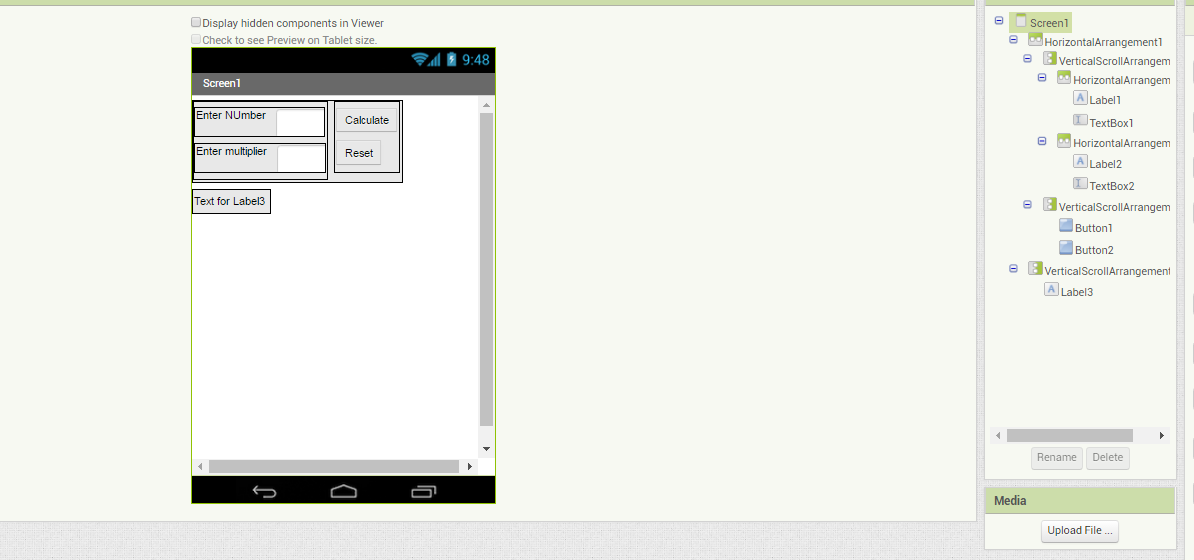 Display hidden components in Viewer
Check to see Preview on Tablet size.
9:48
Screen1
Enter NUmber
Calculate
Enter multiplier
Reset
Text for Label3
Screen1
HorizontalArrangement1
VerticalScrollArrangem
HorizontalArrangem
Label1
TextBox1
HorizontalArrangem
Label2
TextBox2
VerticalScrollArrangem
Button1
Button2
VerticalScrollArrangement
Label3
Rename Delete
Media
Upload File ...